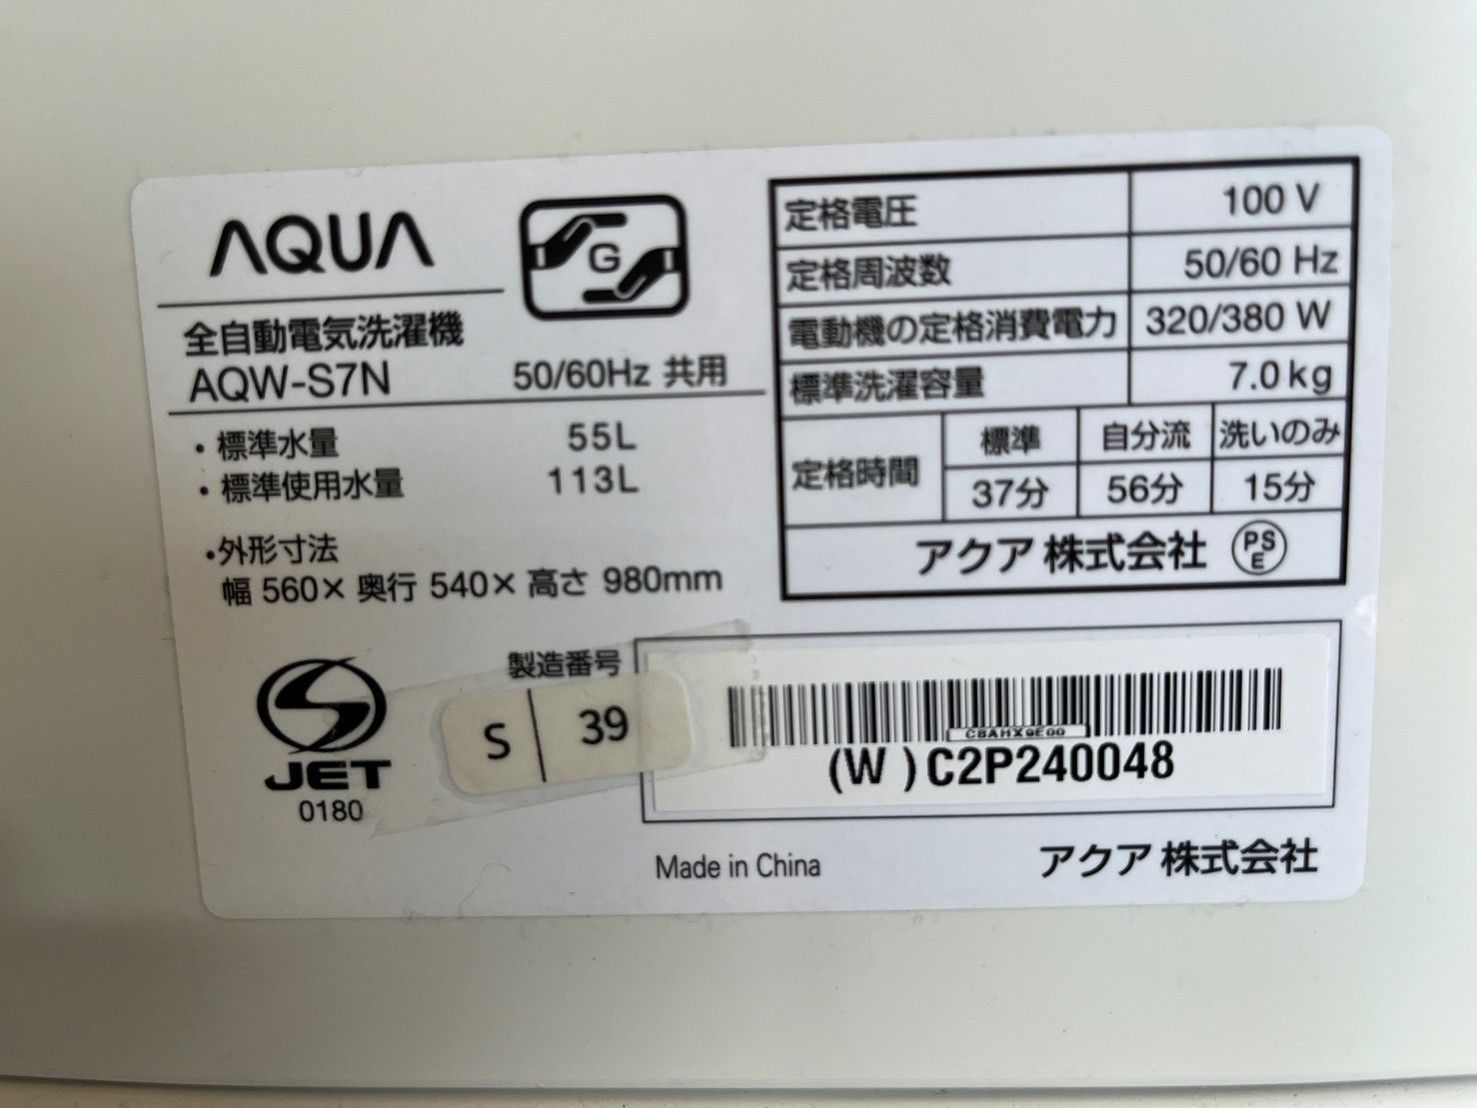 AQUA
G
全自動電気洗濯機
AQW-S7N 50/60Hz 共用
・標準水量 55L
・標準使用水量 113L
・外形寸法
幅 560× 奥行 540× 高さ 980mm
定格電圧 100 V
定格周波数 50/60 Hz
電動機の定格消費電力 320/380 W
標準洗濯容量 7.0kg
定格時間 標準 自分流 洗いのみ
37分 56分 15分
アクア 株式会社 PSE
製造番号
S 39
JET
0180
(W )C2P240048
Made in China
アクア 株式会社